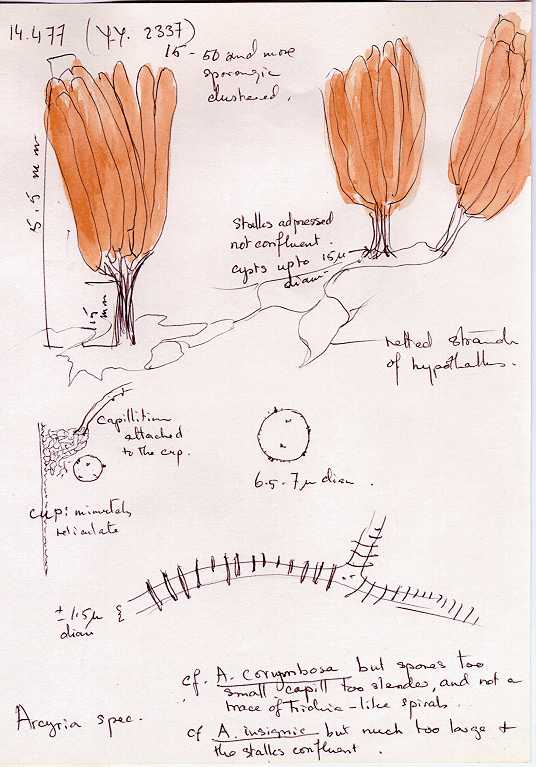 14.477 (YY. 2337)
15 - 50 and more
sporangia
clustered.
5.5 mm
1.5 mm
Stalks adpressed
not confluent.
cysts upto 15µ
diam
netted strands
of hypothallus.
Capillitium
attached
to the cup.
cup: minutely
reticulate
6.5-7µ diam.
± 1.5µ
diam
cf. A. corymbosa but spores too
small, capill too slender, and not a
trace of Trichia-like spirals.
Arcyria spec.
cf A. insignis but much too large +
the stalks confluent.